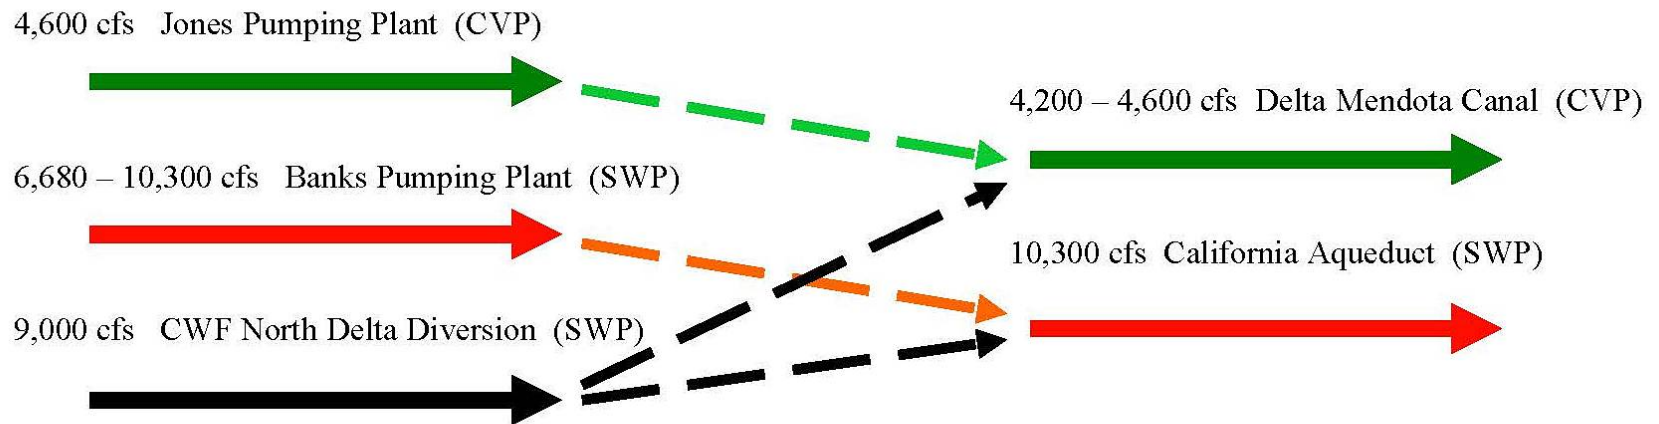 4,600 cfs Jones Pumping Plant (CVP)
4,200 – 4,600 cfs Delta Mendota Canal (CVP)
6,680 – 10,300 cfs Banks Pumping Plant (SWP)
10,300 cfs California Aqueduct (SWP)
9,000 cfs CWF North Delta Diversion (SWP)